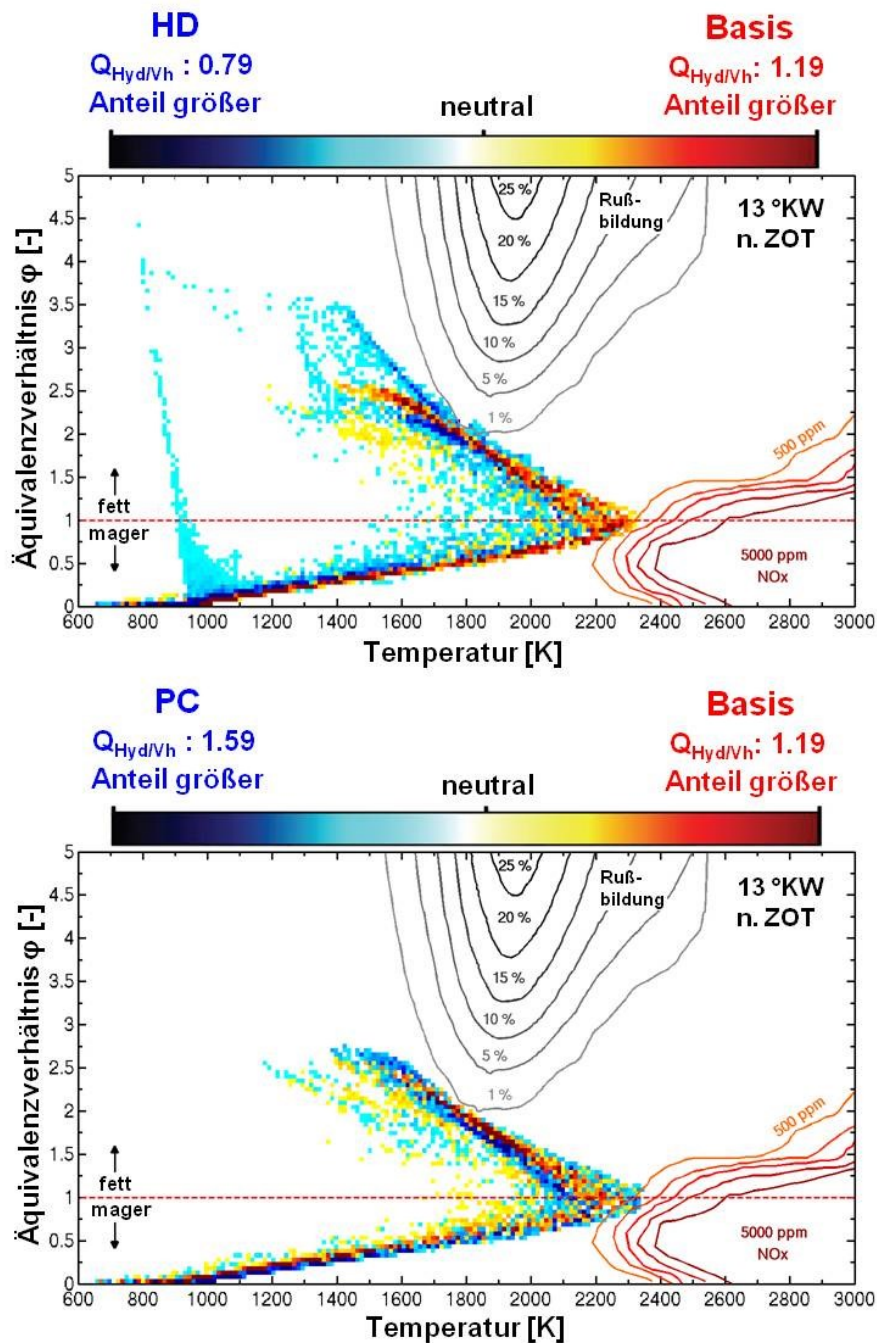 HD
Basis
Q_Hyd/Vh : 0.79
Q_Hyd/Vh: 1.19
Anteil größer
neutral
Anteil größer
5
4.5
4
3.5
3
2.5
2
1.5
1
0.5
0
Äquivalenzverhältnis φ [-]
25 %
20 %
15 %
10 %
5 %
1 %
Ruß-
bildung
13 °KW
n. ZOT
fett
mager
500 ppm
5000 ppm
NOx
600 800 1000 1200 1400 1600 1800 2000 2200 2400 2600 2800 3000
Temperatur [K]
PC
Basis
Q_Hyd/Vh : 1.59
Q_Hyd/Vh: 1.19
Anteil größer
neutral
Anteil größer
5
4.5
4
3.5
3
2.5
2
1.5
1
0.5
0
Äquivalenzverhältnis φ [-]
25 %
20 %
15 %
10 %
5 %
1 %
Ruß-
bildung
13 °KW
n. ZOT
fett
mager
500 ppm
5000 ppm
NOx
600 800 1000 1200 1400 1600 1800 2000 2200 2400 2600 2800 3000
Temperatur [K]